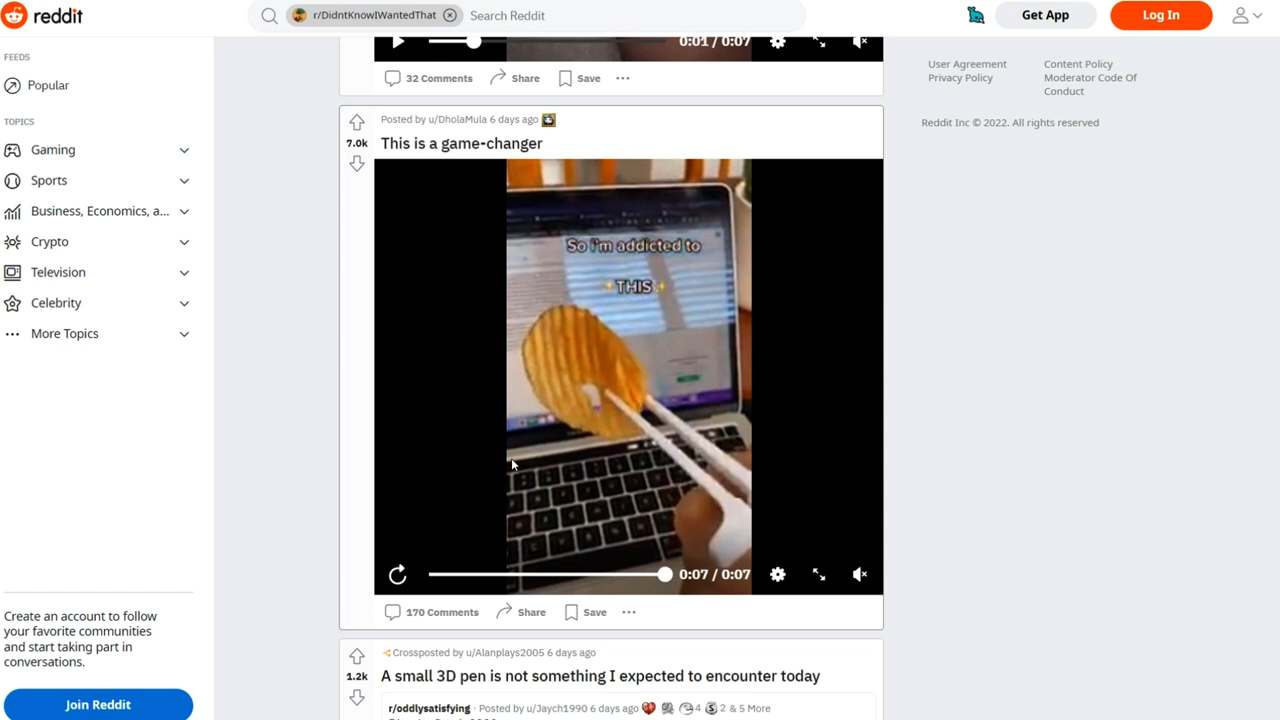 reddit
r/DidntKnowIWantedThat
Search Reddit
Get App
Log In
FEEDS
Popular
TOPICS
Gaming
Sports
Business, Economics, a...
Crypto
Television
Celebrity
More Topics
Create an account to follow
your favorite communities
and start taking part in
conversations.
Join Reddit
0:01 / 0:07
32 Comments
Share
Save
Posted by u/DholaMula 6 days ago
7.0k
This is a game-changer
So i'm addicted to
✨THIS✨
0:07 / 0:07
170 Comments
Share
Save
Crossposted by u/Alanplays2005 6 days ago
1.2k
A small 3D pen is not something I expected to encounter today
r/oddlysatisfying · Posted by u/Jaych1990 6 days ago 4 2 & 5 More
User Agreement
Content Policy
Privacy Policy
Moderator Code Of
Conduct
Reddit Inc © 2022. All rights reserved